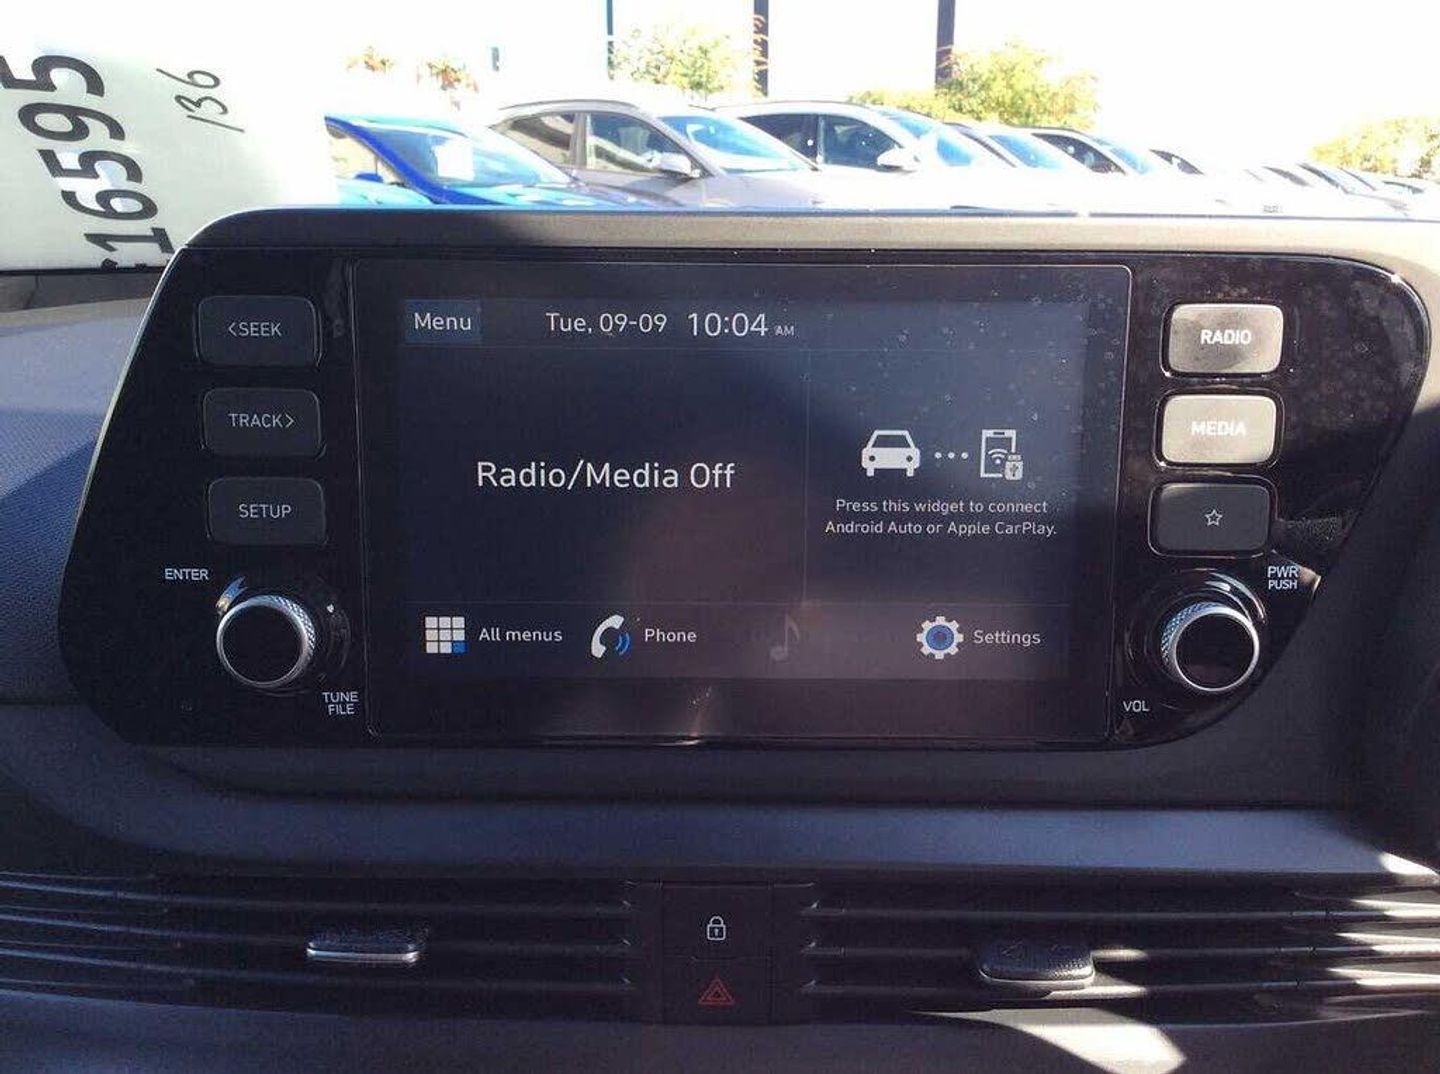 £16595
136
<SEEK
TRACK>
SETUP
ENTER
TUNE
FILE
Menu
Tue, 09-09 10:04 AM
Radio/Media Off
Press this widget to connect
Android Auto or Apple CarPlay.
All menus
Phone
Settings
RADIO
MEDIA
PWR
PUSH
VOL